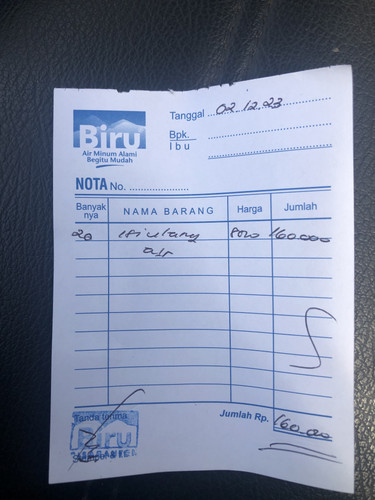 Biru
Air Minum Alami
Begitu Mudah
Tanggal 02.12.23
Bpk.
Ibu
NOTA No. ....................
Banyak nya NAMA BARANG Harga Jumlah
20 isi ulang 8000 160.000
air
Tanda terima
Jumlah Rp. 160.000
Biru